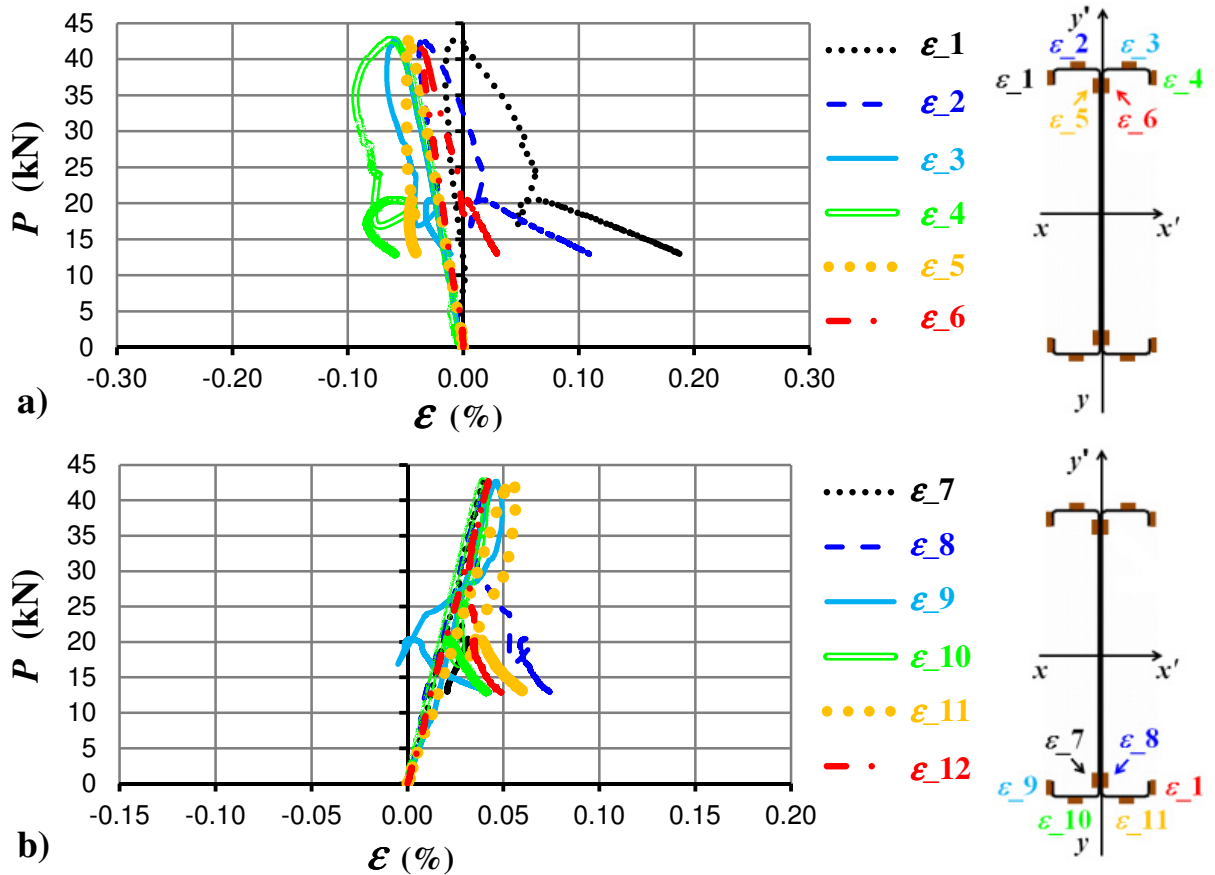 45
40
35
30
25
20
15
10
5
0
P (kN)
-0.30 -0.20 -0.10 0.00 0.10 0.20 0.30
ε (%)
a)
ε_1
ε_2
ε_3
ε_4
ε_5
ε_6
y'
ε_2 ε_3
ε_1 ε_4
ε_5 ε_6
x x'
y
45
40
35
30
25
20
15
10
5
0
P (kN)
-0.15 -0.10 -0.05 0.00 0.05 0.10 0.15 0.20
ε (%)
b)
ε_7
ε_8
ε_9
ε_10
ε_11
ε_12
y'
x x'
ε_7 ε_8
ε_9 ε_1
ε_10 ε_11
y